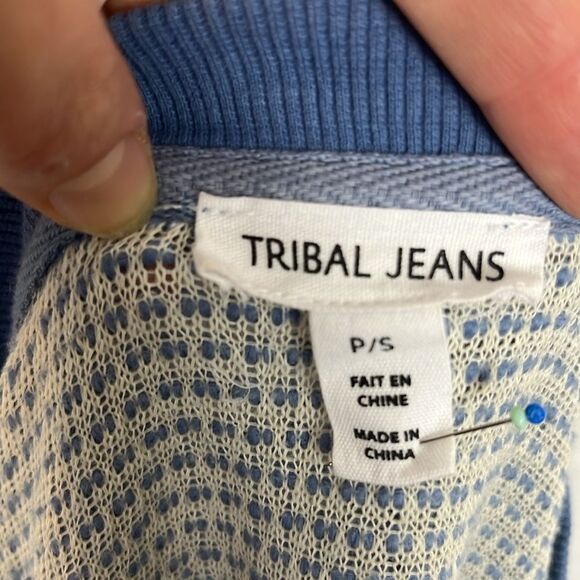 TRIBAL JEANS
P/S
FAIT EN
CHINE
MADE IN
CHINA